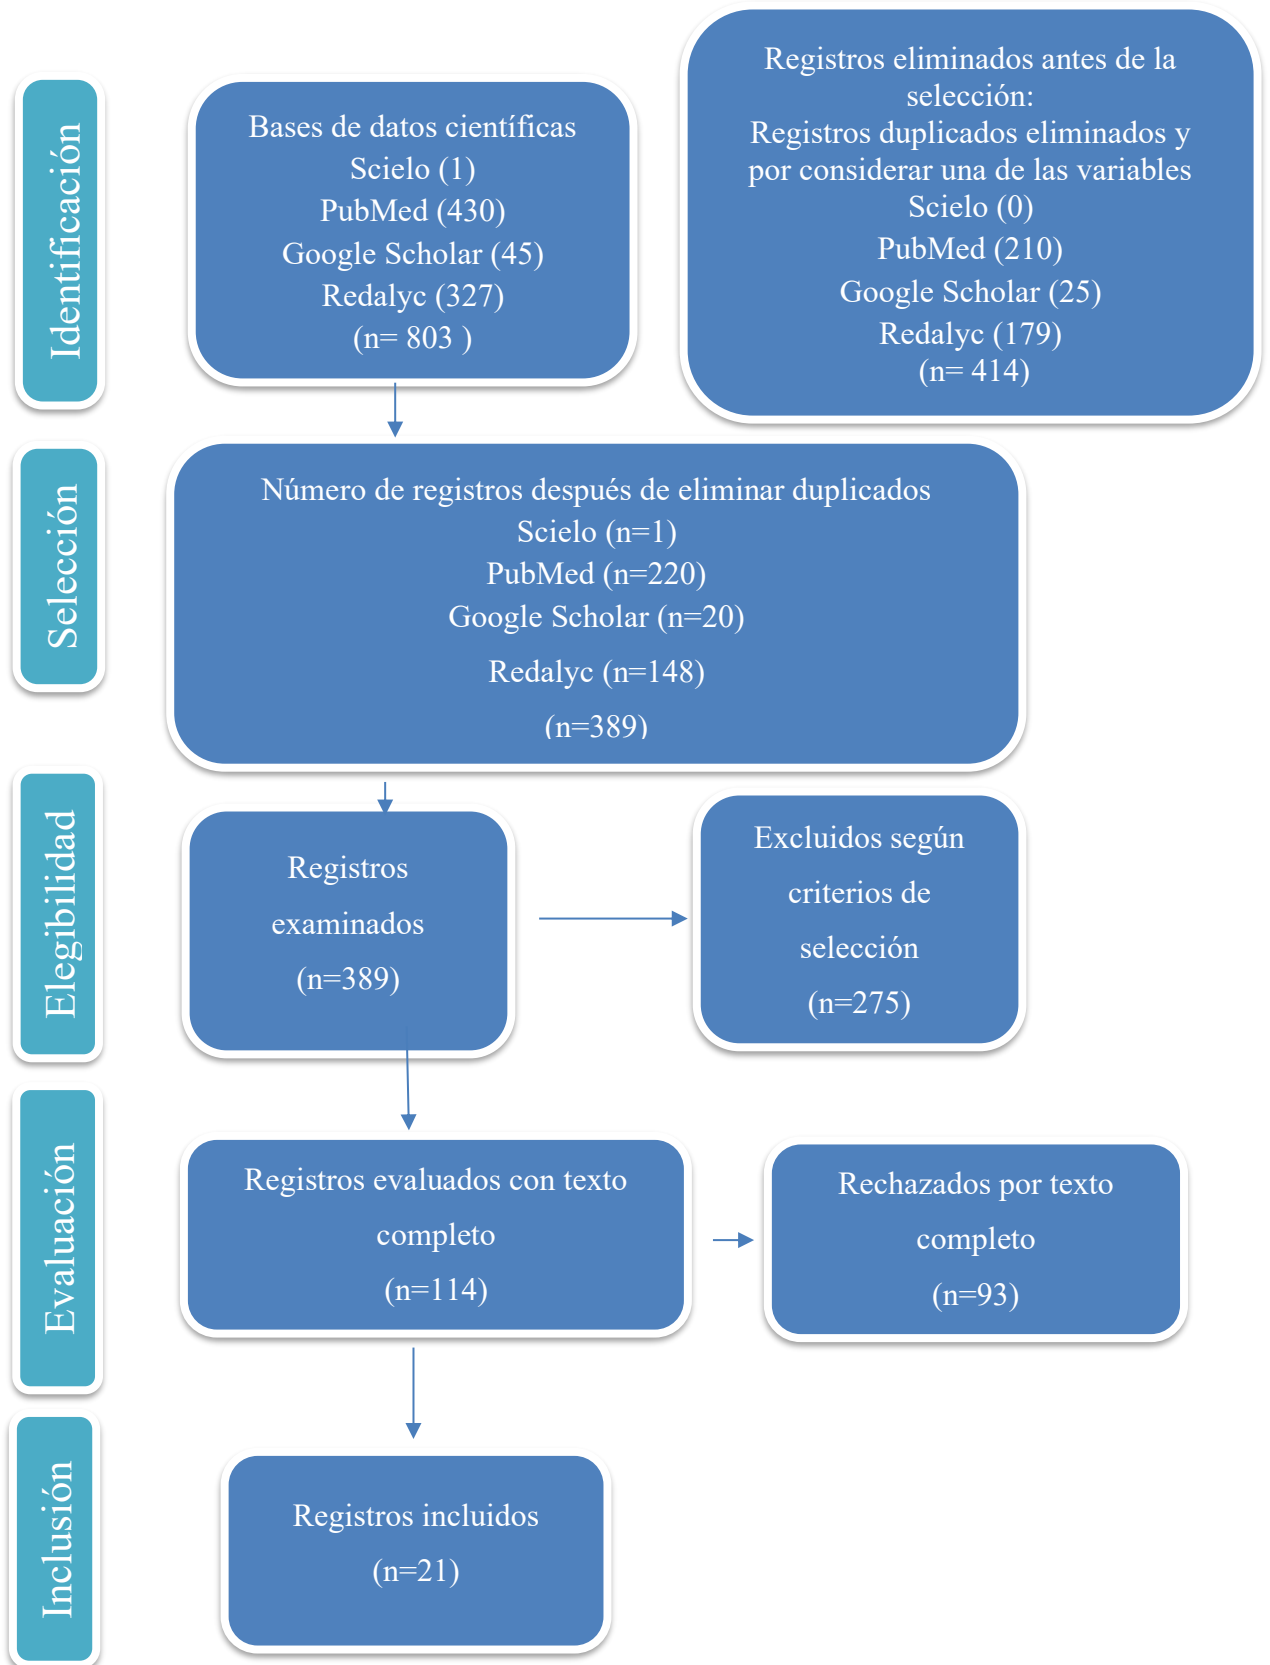 Identificación
Bases de datos científicas
Scielo (1)
PubMed (430)
Google Scholar (45)
Redalyc (327)
(n= 803 )
Registros eliminados antes de la
selección:
Registros duplicados eliminados y
por considerar una de las variables
Scielo (0)
PubMed (210)
Google Scholar (25)
Redalyc (179)
(n= 414)
Selección
Número de registros después de eliminar duplicados
Scielo (n=1)
PubMed (n=220)
Google Scholar (n=20)
Redalyc (n=148)
(n=389)
Elegibilidad
Registros
examinados
(n=389)
Excluidos según
criterios de
selección
(n=275)
Evaluación
Registros evaluados con texto
completo
(n=114)
Rechazados por texto
completo
(n=93)
Inclusión
Registros incluidos
(n=21)